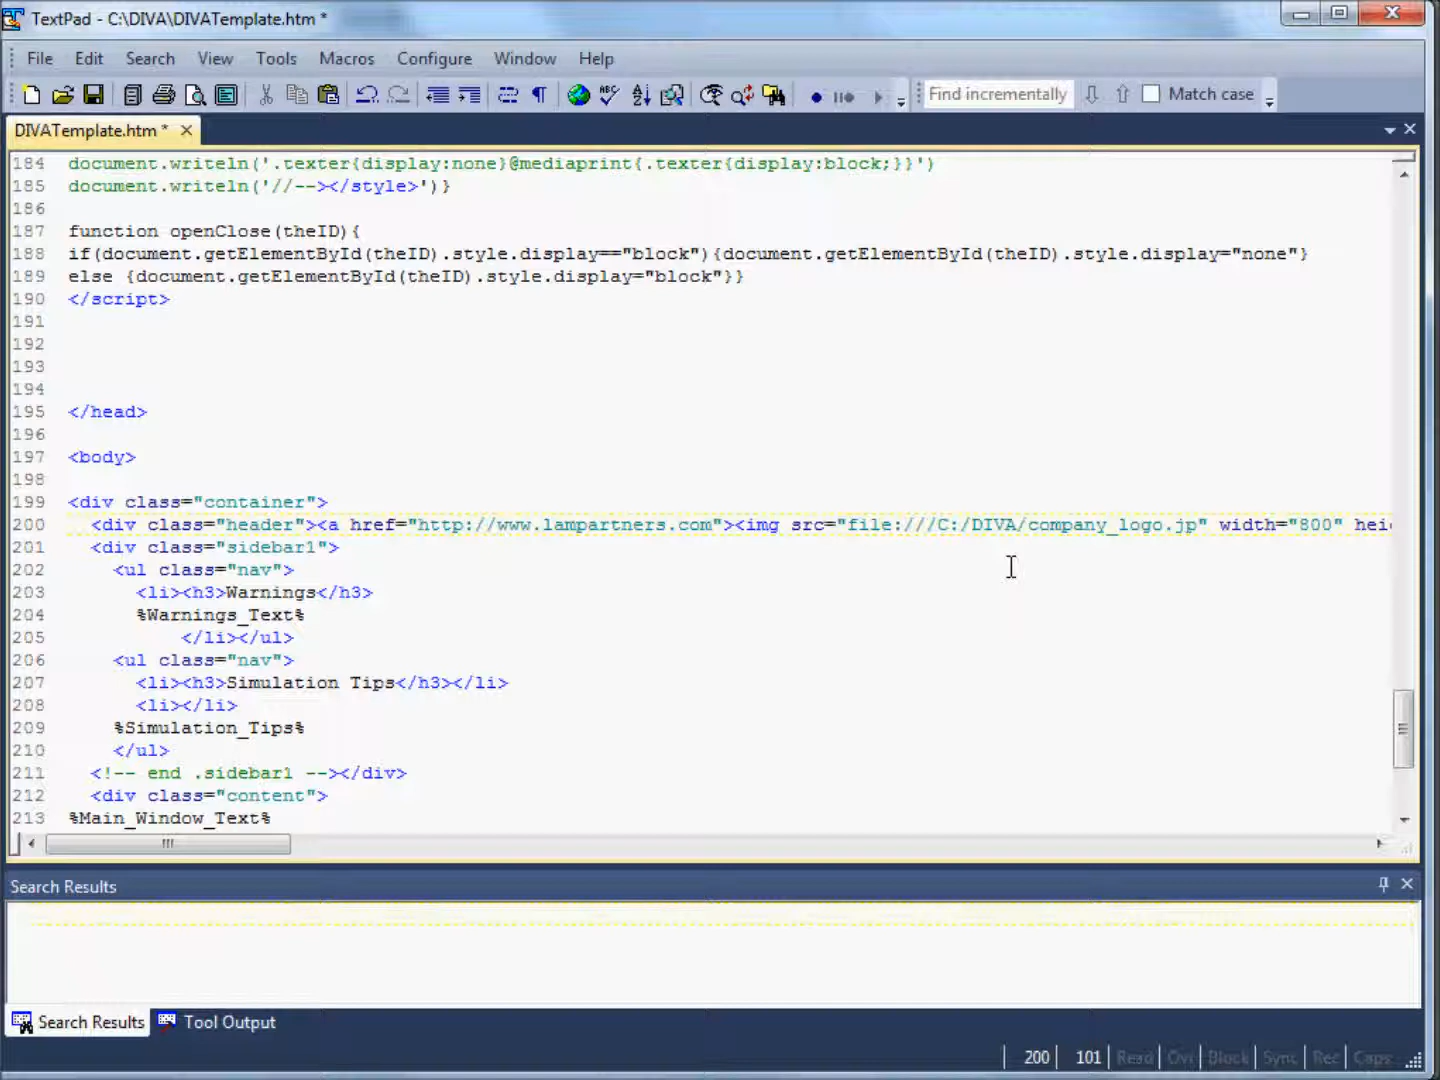 TextPad - C:\DIVA\DIVATemplate.htm *
File Edit Search View Tools Macros Configure Window Help
Find incrementally Match case
DIVATemplate.htm *
184 document.writeln('.texter{display:none}@mediaprint{.texter{display:block;}}')
185 document.writeln('//--></style>')}
186
187 function openClose(theID){
188 if(document.getElementById(theID).style.display=="block"){document.getElementById(theID).style.display="none"}
189 else {document.getElementById(theID).style.display="block"}}
190 </script>
191
192
193
194
195 </head>
196
197 <body>
198
199 <div class="container">
200 <div class="header"><a href="http://www.lampartners.com"><img src="file:///C:/DIVA/company_logo.jp" width="800" hei
201 <div class="sidebar1">
202 <ul class="nav">
203 <li><h3>Warnings</h3>
204 %Warnings_Text%
205 </li></ul>
206 <ul class="nav">
207 <li><h3>Simulation Tips</h3></li>
208 <li></li>
209 %Simulation_Tips%
210 </ul>
211 <!-- end .sidebar1 --></div>
212 <div class="content">
213 %Main_Window_Text%
Search Results
Search Results Tool Output
200 101 Read Ovr Block Sync Rec Caps